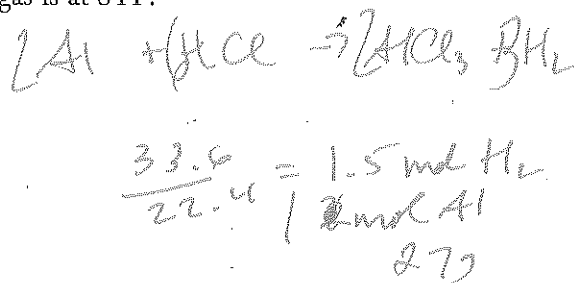 gas is at STP.
2Al + 6HCl → 2AlCl3 3H2
33.6
22.4 = 1.5 mol H2
1 mol Al
27g